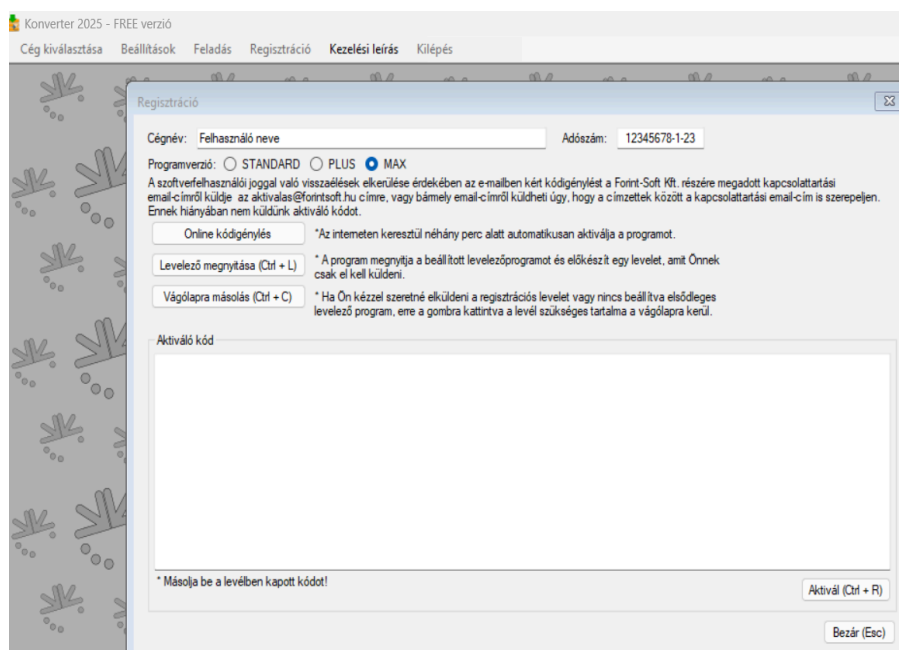 Konverter 2025 - FREE verzió
Cég kiválasztása Beállítások Feladás Regisztráció Kezelési leírás Kilépés
Regisztráció
Cégnév: Felhasználó neve Adószám: 12345678-1-23
Programverzió: STANDARD PLUS MAX
A szoftverfelhasználói joggal való visszaélések elkerülése érdekében az e-mailben kért kódigénylést a Forint-Soft Kft. részére megadott kapcsolattartási
email-címről küldje az aktivalas@forintsoft.hu címre, vagy bármely email-címről küldheti úgy, hogy a címzettek között a kapcsolattartási email-cím is szerepeljen.
Ennek hiányában nem küldünk aktiváló kódot.
Online kódigénylés *Az interneten keresztül néhány perc alatt automatikusan aktiválja a programot.
Levelező megnyitása (Ctrl + L) * A program megnyitja a beállított levelezőprogramot és előkészít egy levelet, amit Önnek
csak el kell küldeni.
Vágólapra másolás (Ctrl + C) * Ha Ön kézzel szeretné elküldeni a regisztrációs levelet vagy nincs beállítva elsődleges
levelező program, erre a gombra kattintva a levél szükséges tartalma a vágólapra kerül.
Aktiváló kód
* Másolja be a levélben kapott kódot!
Aktivál (Ctrl + R)
Bezár (Esc)